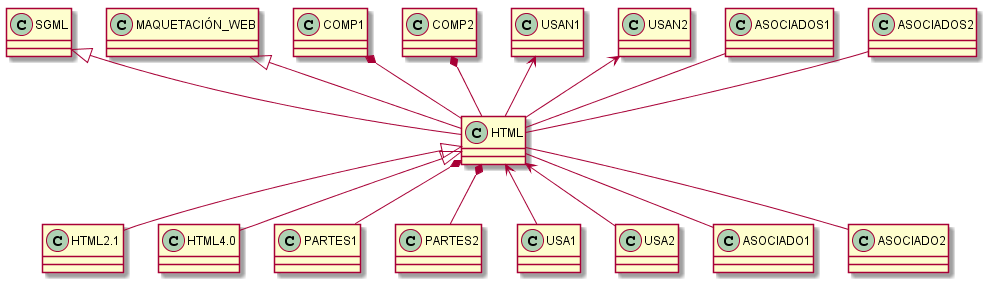 C SGML
C MAQUETACIÓN_WEB
C COMP1
C COMP2
C USAN1
C USAN2
C ASOCIADOS1
C ASOCIADOS2
C HTML
C HTML2.1
C HTML4.0
C PARTES1
C PARTES2
C USA1
C USA2
C ASOCIADO1
C ASOCIADO2